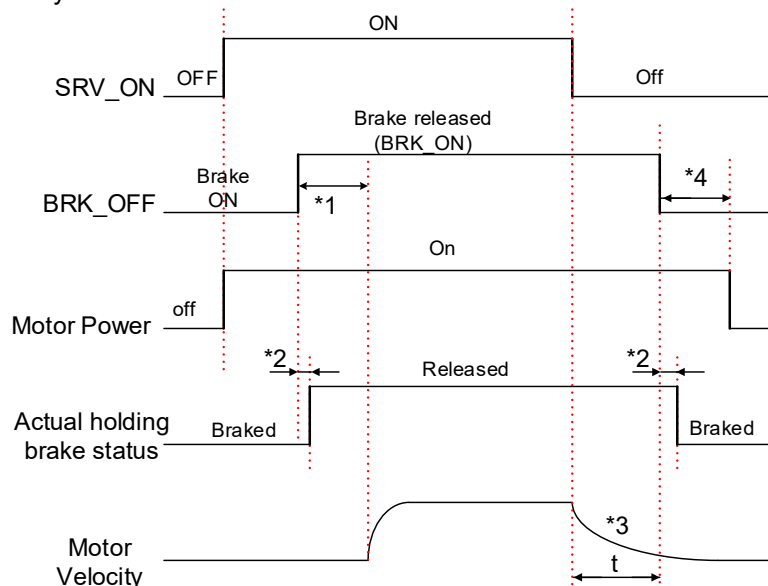 ON
OFF
Off
SRV_ON
Brake released
(BRK_ON)
Brake
ON
*1
*4
BRK_OFF
On
off
Motor Power
*2
Released
*2
Actual holding
brake status
Braked
Braked
*3
Motor
Velocity
t